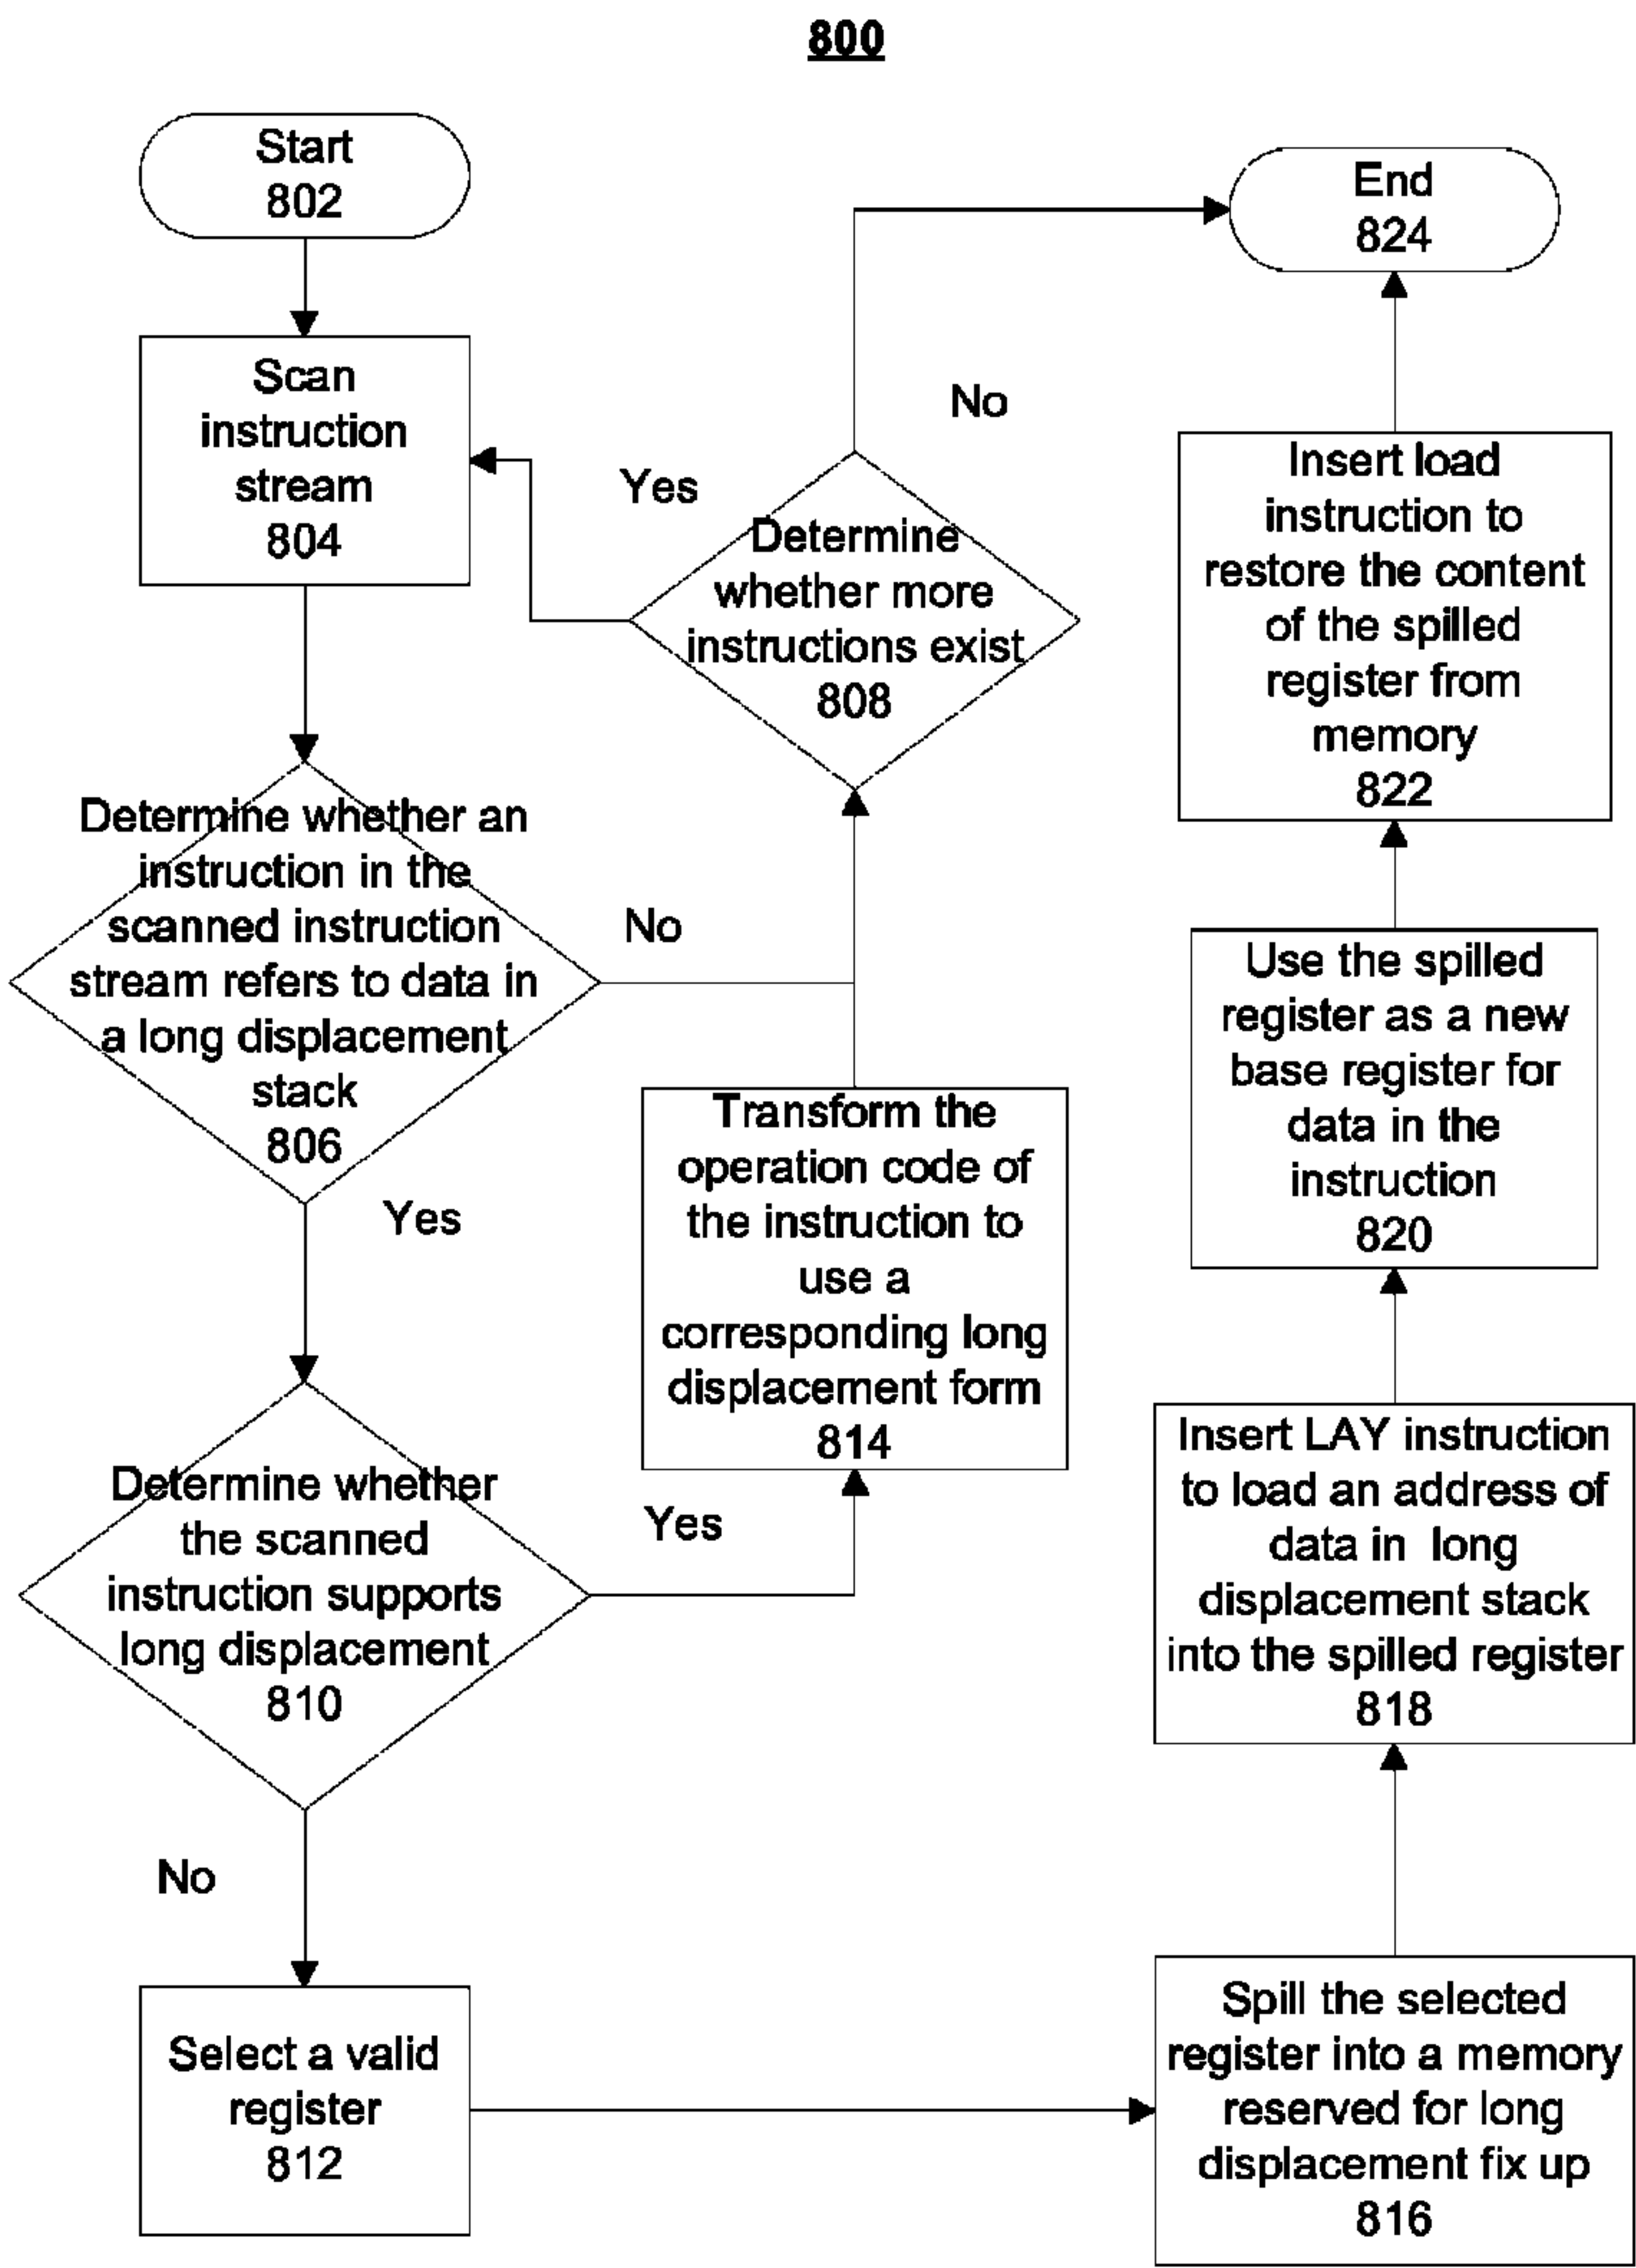 800
Start
802
Scan
instruction
stream
804
Determine whether an
instruction in the
scanned instruction
stream refers to data in
a long displacement
stack
806
No
Yes
Determine
whether more
instructions exist
808
Yes
No
Determine whether
the scanned
instruction supports
long displacement
810
Yes
No
Transform the
operation code of
the instruction to
use a
corresponding long
displacement form
814
Select a valid
register
812
Spill the selected
register into a memory
reserved for long
displacement fix up
816
Insert LAY instruction
to load an address of
data in long
displacement stack
into the spilled register
818
Use the spilled
register as a new
base register for
data in the
instruction
820
Insert load
instruction to
restore the content
of the spilled
register from
memory
822
End
824